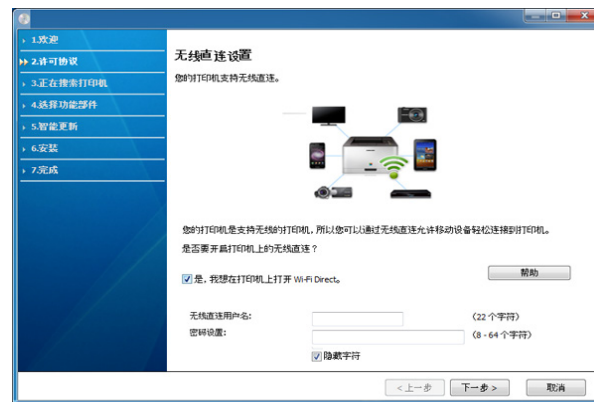 1.欢迎
2.许可协议
3.正在搜索打印机
4.选择功能部件
5.智能更新
6.安装
7.完成
无线直连设置
您的打印机支持无线直连。
您的打印机是支持无线的打印机，所以您可以通过无线直连允许移动设备轻松连接到打印机。
是否要开启打印机上的无线直连？
是，我想在打印机上打开 Wi-Fi Direct。
帮助
无线直连用户名: (22 个字符)
密码设置: (8 - 64 个字符)
隐藏字符
< 上一步 下一步 > 取消